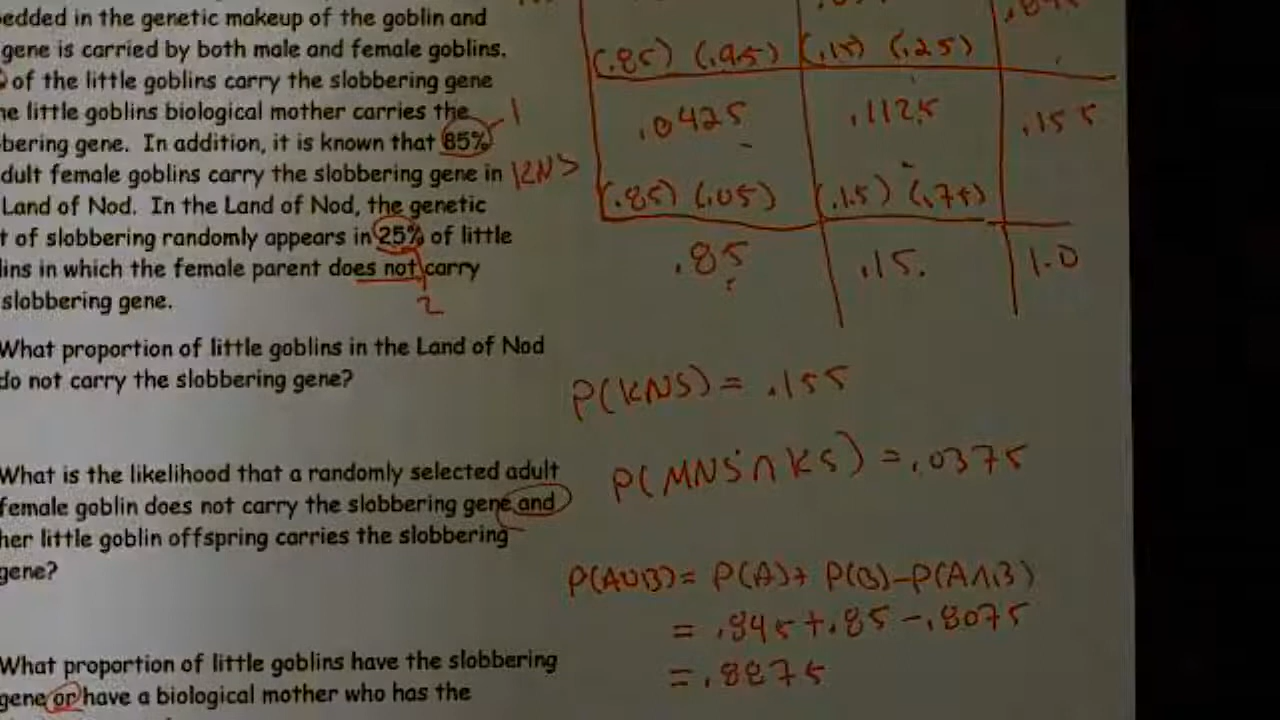 edded in the genetic makeup of the goblin and
gene is carried by both male and female goblins.
of the little goblins carry the slobbering gene
he little goblins biological mother carries the
bering gene. In addition, it is known that 85%
dult female goblins carry the slobbering gene in
Land of Nod. In the Land of Nod, the genetic
t of slobbering randomly appears in 25% of little
lins in which the female parent does not carry
slobbering gene.
1
2
(.85) (.95) (.15) (.25)
.0425 .1125 .155
(.85) (.05) (.15) (.75)
.85 .15. 1.0
What proportion of little goblins in the Land of Nod
do not carry the slobbering gene?
P(KNS) = .155
What is the likelihood that a randomly selected adult
female goblin does not carry the slobbering gene and
her little goblin offspring carries the slobbering
gene?
P(MNS∩KS) = .0375
P(A∪B) = P(A) + P(B) - P(A∩B)
= .845 + .85 - .8075
= .8875
What proportion of little goblins have the slobbering
gene or have a biological mother who has the